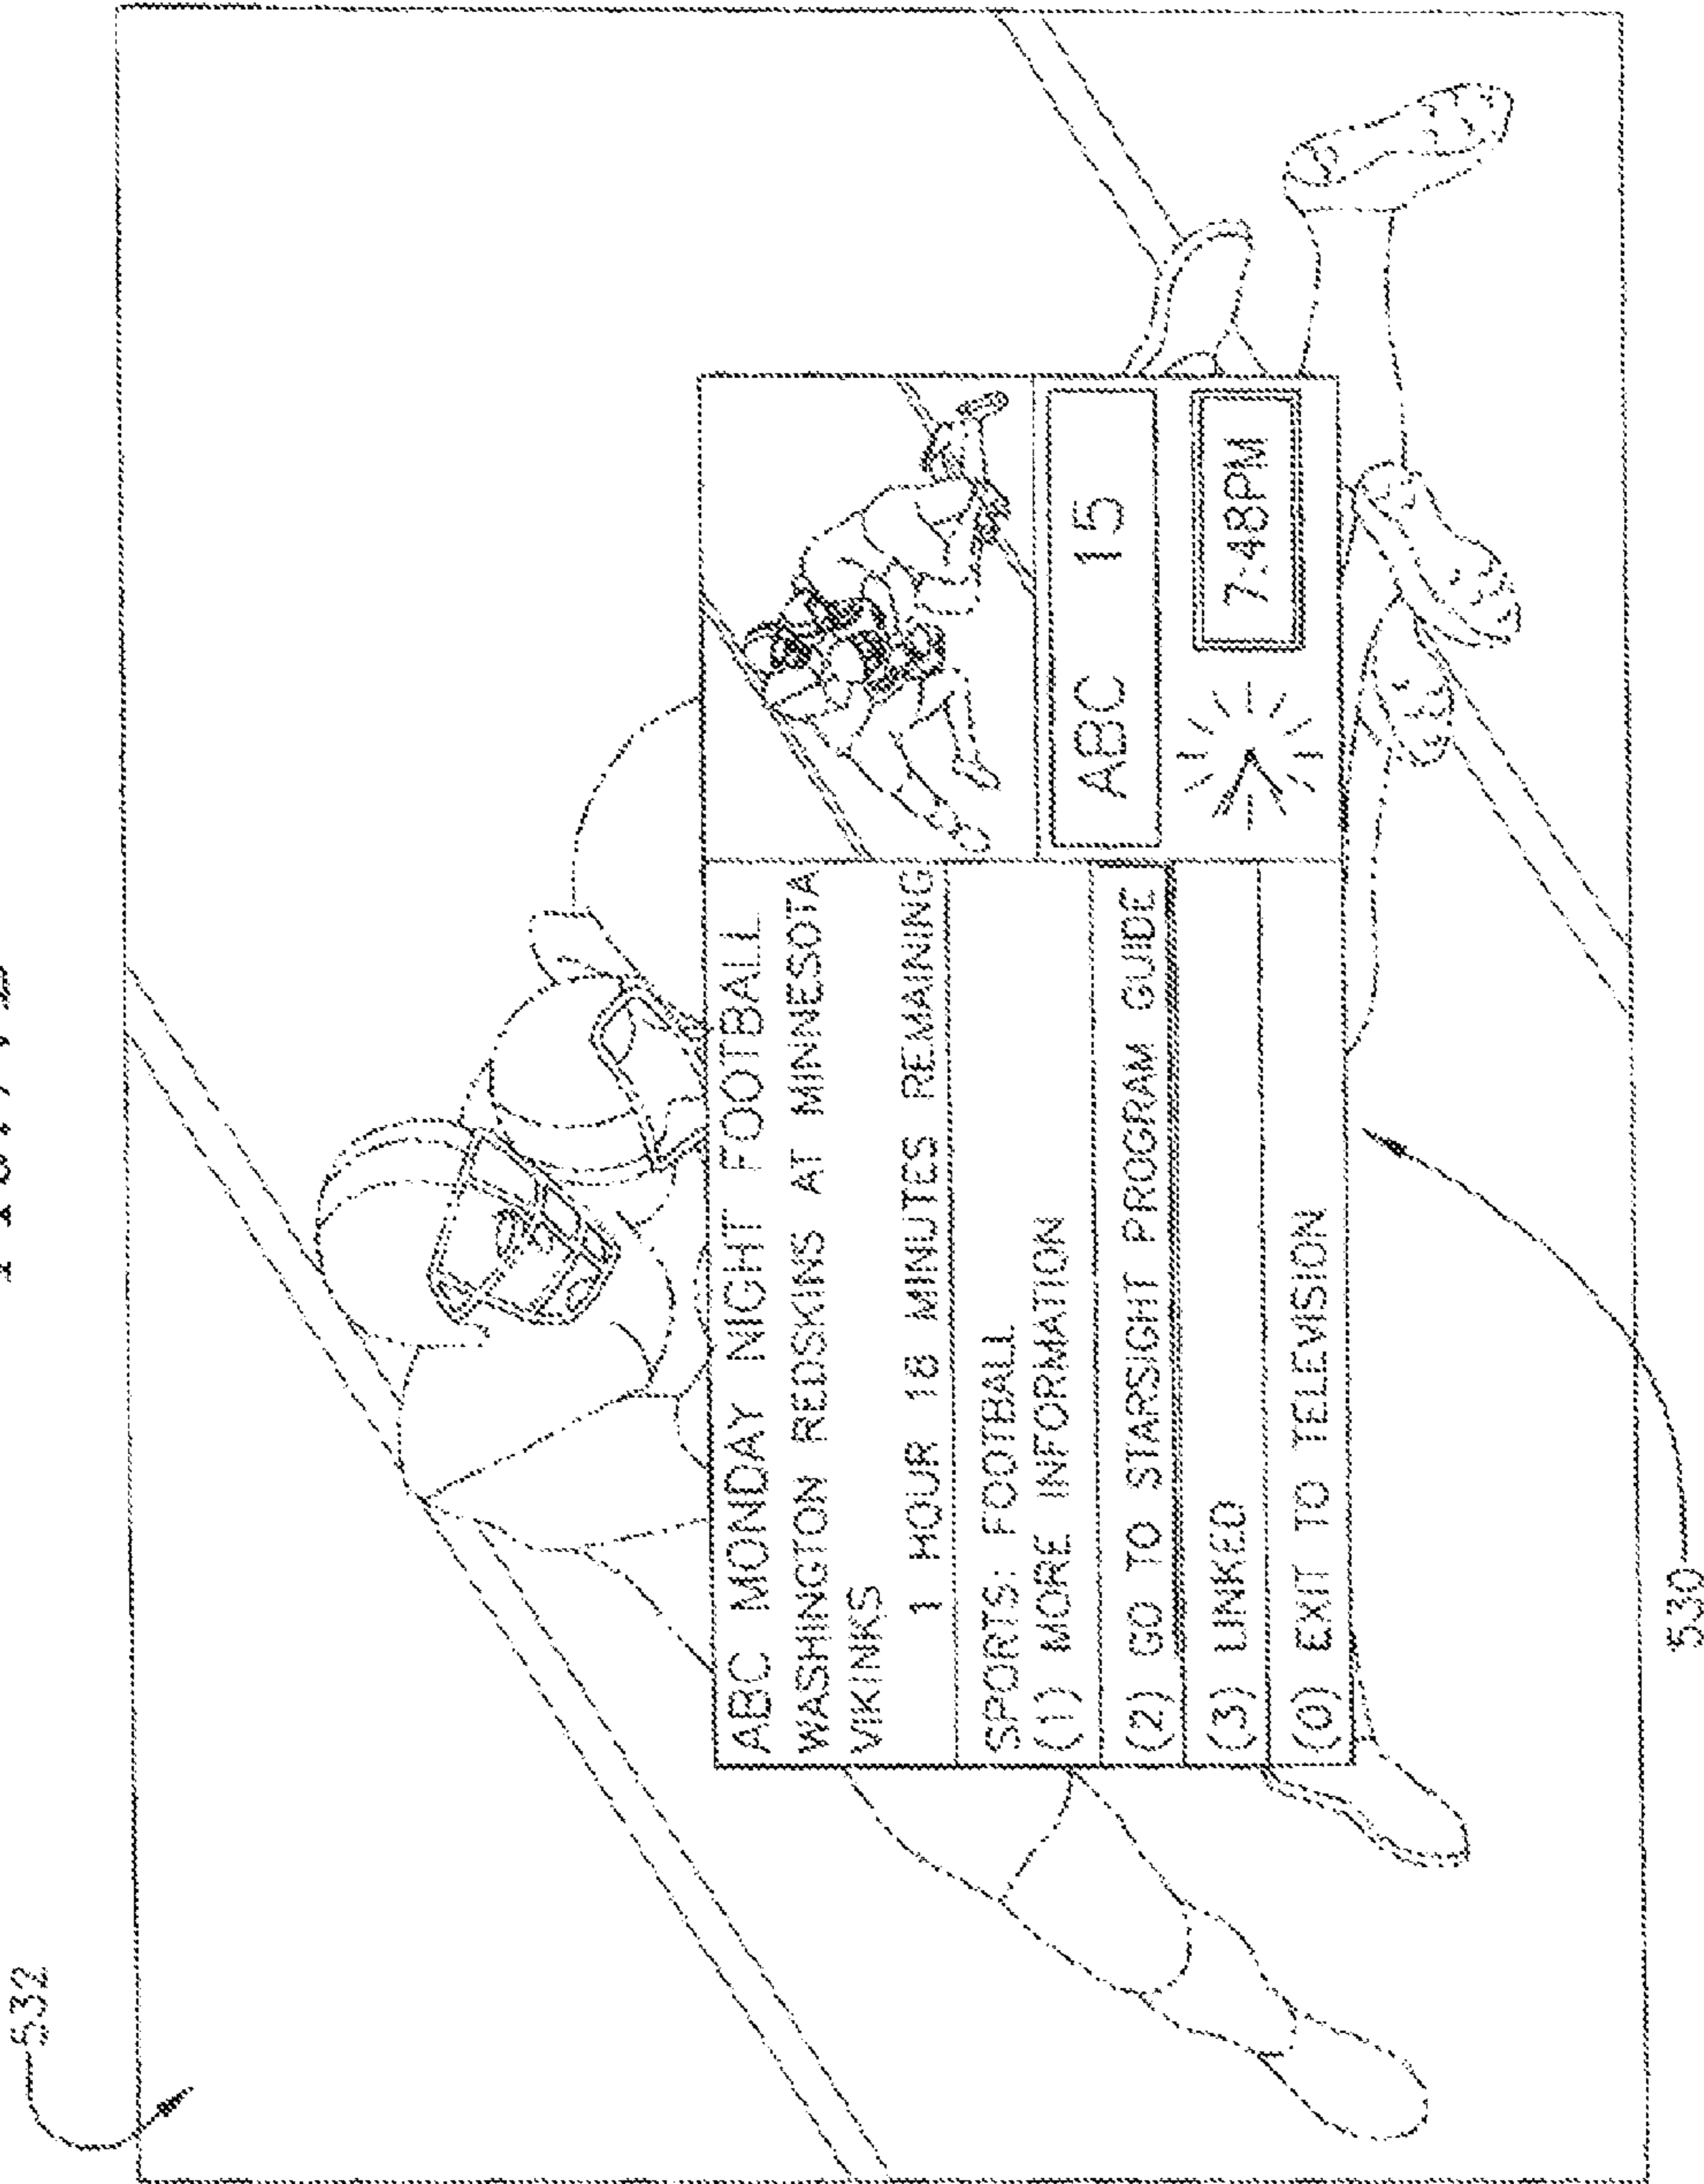 532
ABC MONDAY NIGHT FOOTBALL
WASHINGTON REDSKINS AT MINNESOTA
VIKINKS
1 HOUR 18 MINUTES REMAINING
SPORTS: FOOTBALL
(1) MORE INFORMATION
(2) GO TO STARSIGHT PROGRAM GUIDE
(3) LINKED
(0) EXIT TO TELEVISION
ABC 15
7:48PM
530